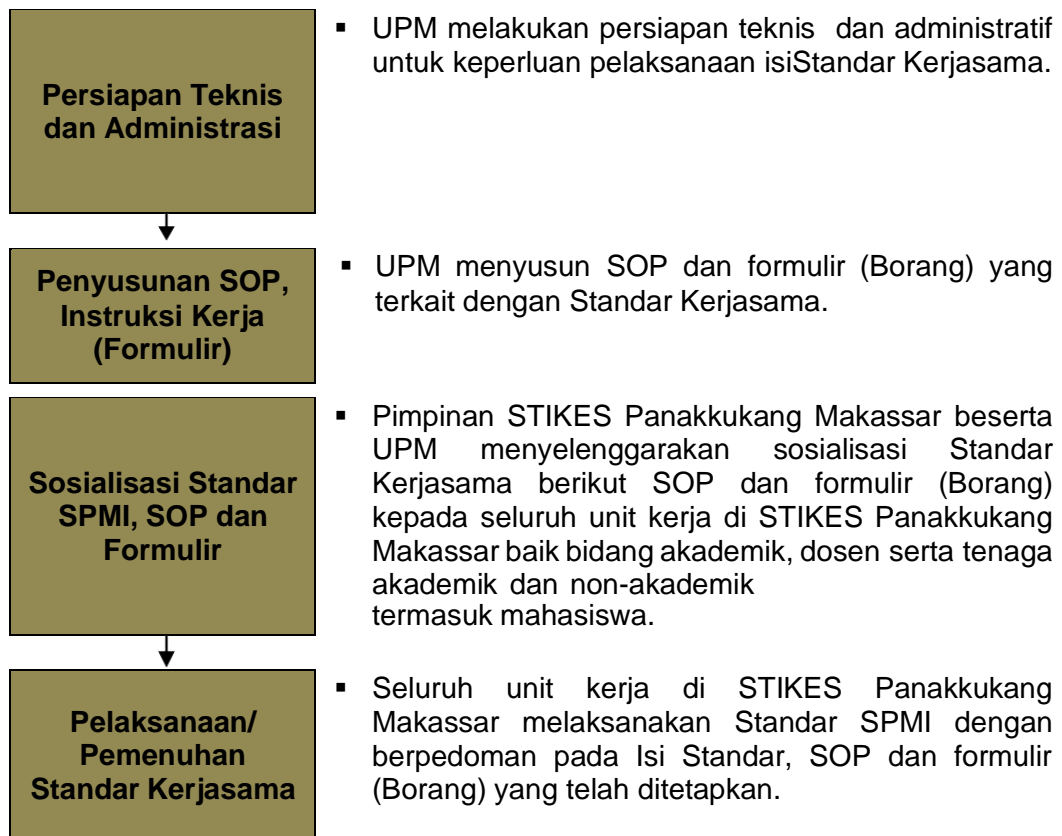 Persiapan Teknis
dan Administrasi
▪ UPM melakukan persiapan teknis dan administratif
untuk keperluan pelaksanaan isiStandar Kerjasama.
Penyusunan SOP,
Instruksi Kerja
(Formulir)
▪ UPM menyusun SOP dan formulir (Borang) yang
terkait dengan Standar Kerjasama.
Sosialisasi Standar
SPMI, SOP dan
Formulir
▪ Pimpinan STIKES Panakkukang Makassar beserta
UPM menyelenggarakan sosialisasi Standar
Kerjasama berikut SOP dan formulir (Borang)
kepada seluruh unit kerja di STIKES Panakkukang
Makassar baik bidang akademik, dosen serta tenaga
akademik dan non-akademik
termasuk mahasiswa.
Pelaksanaan/
Pemenuhan
Standar Kerjasama
▪ Seluruh unit kerja di STIKES Panakkukang
Makassar melaksanakan Standar SPMI dengan
berpedoman pada Isi Standar, SOP dan formulir
(Borang) yang telah ditetapkan.